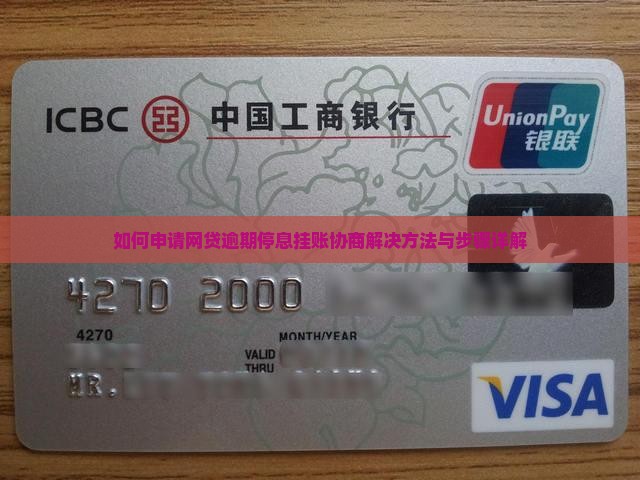 ICBC 中国工商银行
UnionPay
银联
如何申请网贷逾期停息挂账协商解决方法与步骤详解
4270 2000
4270
MONTH/YEAR
VALID
THRU
MR.
VISA